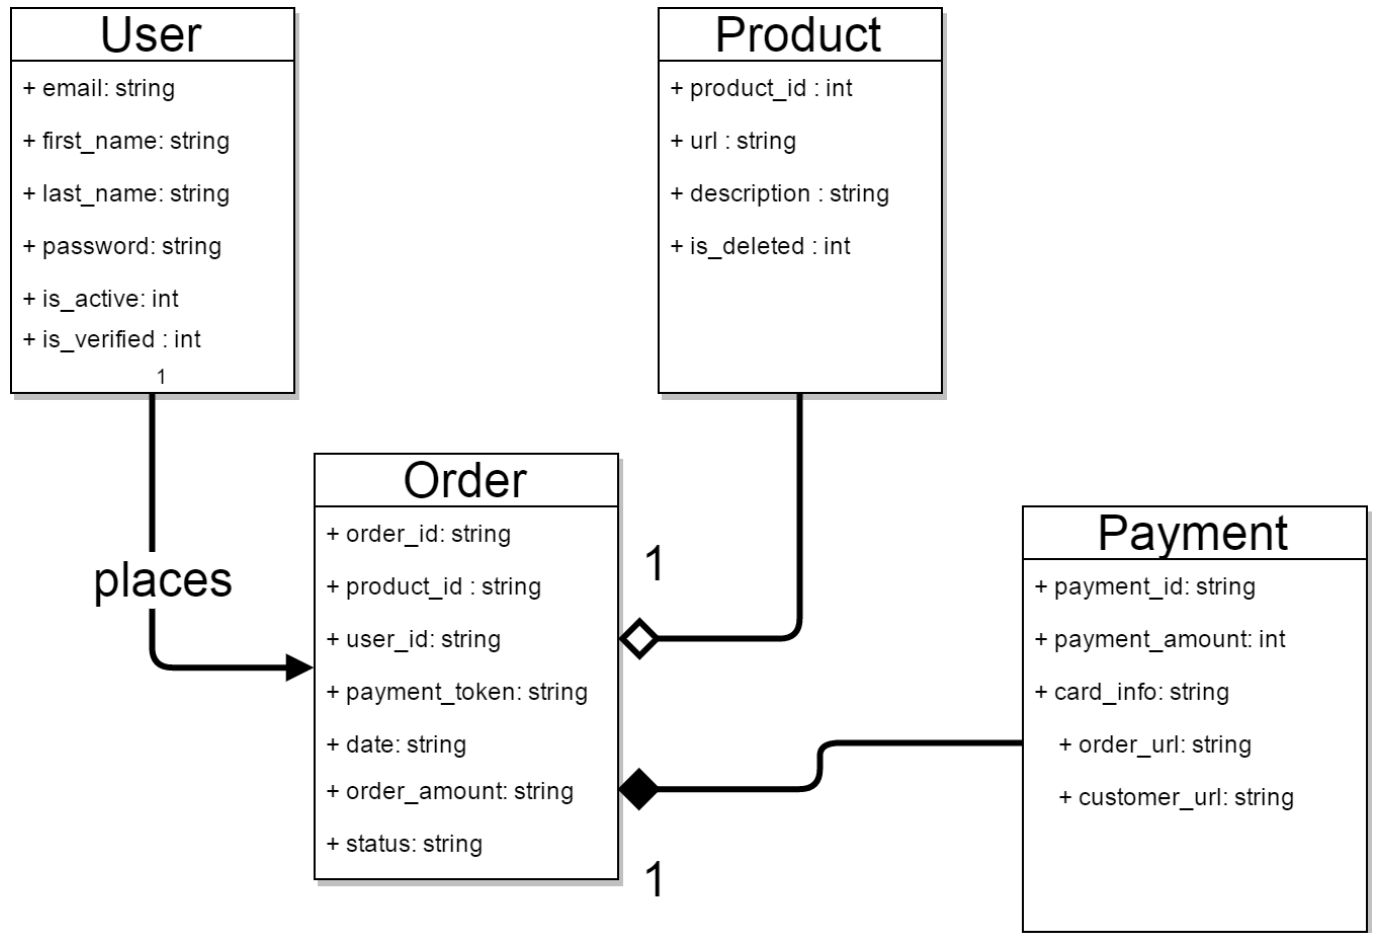 User
+ email: string
+ first_name: string
+ last_name: string
+ password: string
+ is_active: int
+ is_verified : int
1
Product
+ product_id : int
+ url : string
+ description : string
+ is_deleted : int
places
Order
+ order_id: string
+ product_id : string
+ user_id: string
+ payment_token: string
+ date: string
+ order_amount: string
+ status: string
1
1
Payment
+ payment_id: string
+ payment_amount: int
+ card_info: string
+ order_url: string
+ customer_url: string